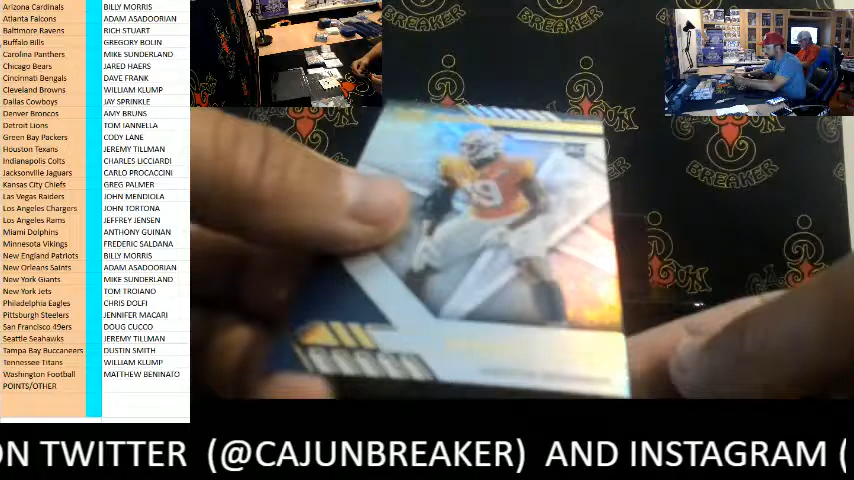 Arizona Cardinals BILLY MORRIS
Atlanta Falcons ADAM ASADOORIAN
Baltimore Ravens RICH STUART
Buffalo Bills GREGORY BOLIN
Carolina Panthers MIKE SUNDERLAND
Chicago Bears JARED HAERS
Cincinnati Bengals DAVE FRANK
Cleveland Browns WILLIAM KLUMP
Dallas Cowboys JAY SPRINKLE
Denver Broncos AMY BRUNS
Detroit Lions TOM IANNELLA
Green Bay Packers CODY LANE
Houston Texans JEREMY TILLMAN
Indianapolis Colts CHARLES LICCIARDI
Jacksonville Jaguars CARLO PROCACCINI
Kansas City Chiefs GREG PALMER
Las Vegas Raiders JOHN MENDIOLA
Los Angeles Chargers JOHN TORTONA
Los Angeles Rams JEFFREY JENSEN
Miami Dolphins ANTHONY GUINAN
Minnesota Vikings FREDERIC SALDANA
New England Patriots BILLY MORRIS
New Orleans Saints ADAM ASADOORIAN
New York Giants MIKE SUNDERLAND
New York Jets TOM TROIANO
Philadelphia Eagles CHRIS DOLFI
Pittsburgh Steelers JENNIFER MACARI
San Francisco 49ers DOUG CUCCO
Seattle Seahawks JEREMY TILLMAN
Tampa Bay Buccaneers DUSTIN SMITH
Tennessee Titans WILLIAM KLUMP
Washington Football MATTHEW BENINATO
POINTS/OTHER
BREAKER
BREAKER
BREAKER
ON TWITTER (@CAJUNBREAKER) AND INSTAGRAM (